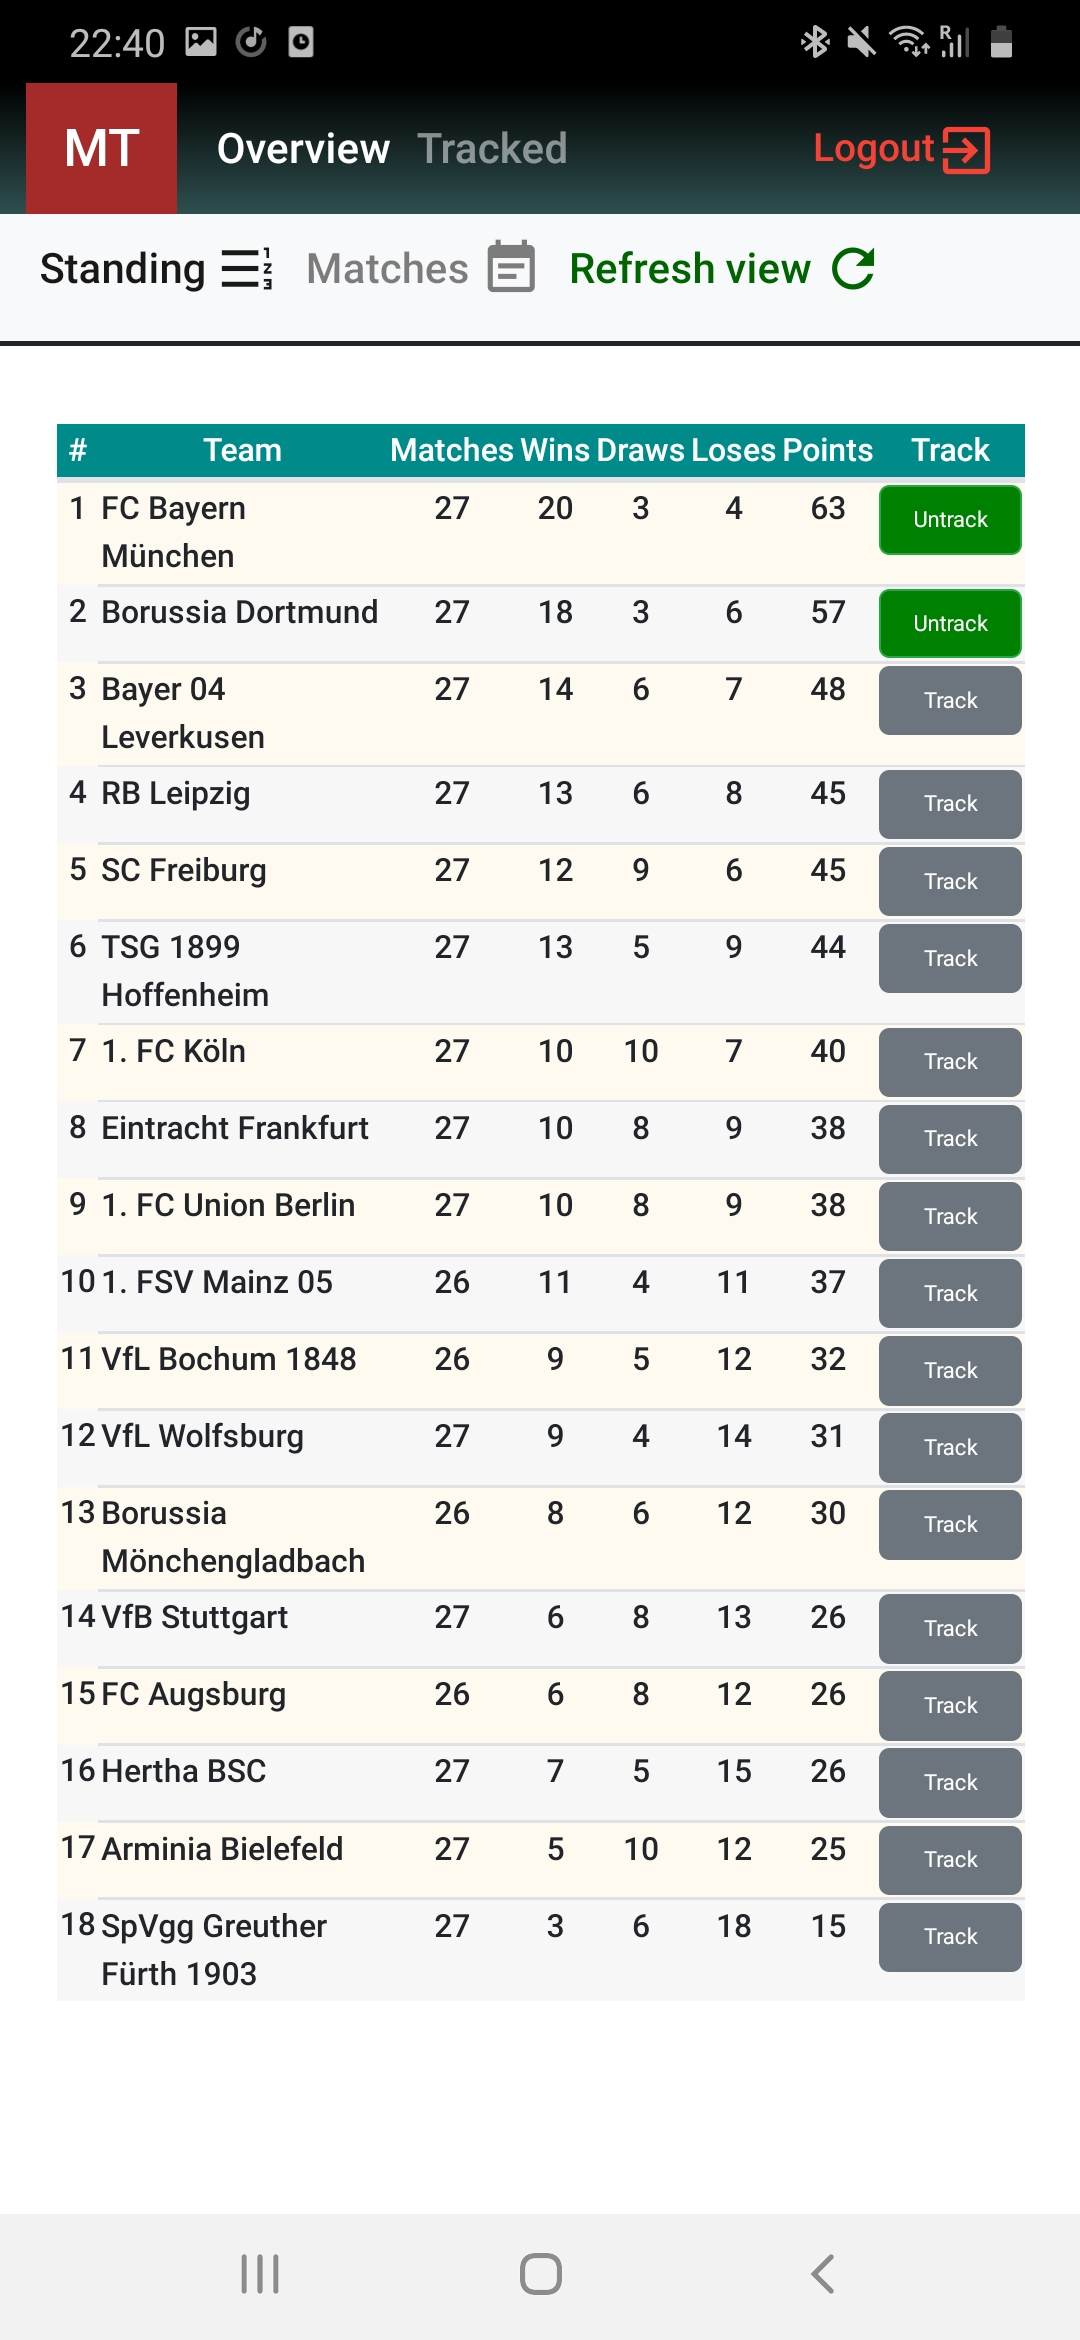 22:40
MT Overview Tracked Logout
Standing Matches Refresh view
# Team Matches Wins Draws Loses Points Track
1 FC Bayern München 27 20 3 4 63 Untrack
2 Borussia Dortmund 27 18 3 6 57 Untrack
3 Bayer 04 Leverkusen 27 14 6 7 48 Track
4 RB Leipzig 27 13 6 8 45 Track
5 SC Freiburg 27 12 9 6 45 Track
6 TSG 1899 Hoffenheim 27 13 5 9 44 Track
7 1. FC Köln 27 10 10 7 40 Track
8 Eintracht Frankfurt 27 10 8 9 38 Track
9 1. FC Union Berlin 27 10 8 9 38 Track
10 1. FSV Mainz 05 26 11 4 11 37 Track
11 VfL Bochum 1848 26 9 5 12 32 Track
12 VfL Wolfsburg 27 9 4 14 31 Track
13 Borussia Mönchengladbach 26 8 6 12 30 Track
14 VfB Stuttgart 27 6 8 13 26 Track
15 FC Augsburg 26 6 8 12 26 Track
16 Hertha BSC 27 7 5 15 26 Track
17 Arminia Bielefeld 27 5 10 12 25 Track
18 SpVgg Greuther Fürth 1903 27 3 6 18 15 Track